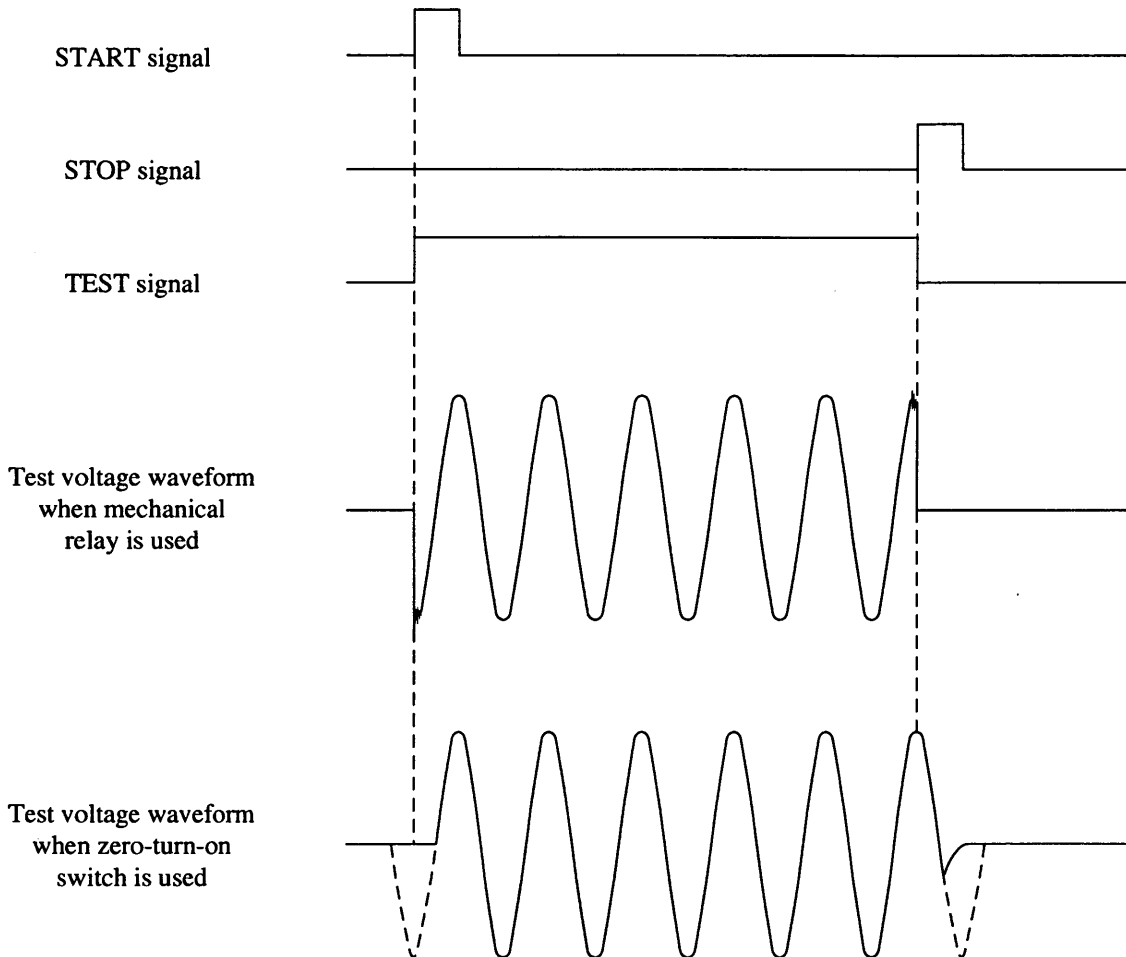 START signal
STOP signal
TEST signal
Test voltage waveform
when mechanical
relay is used
Test voltage waveform
when zero-turn-on
switch is used